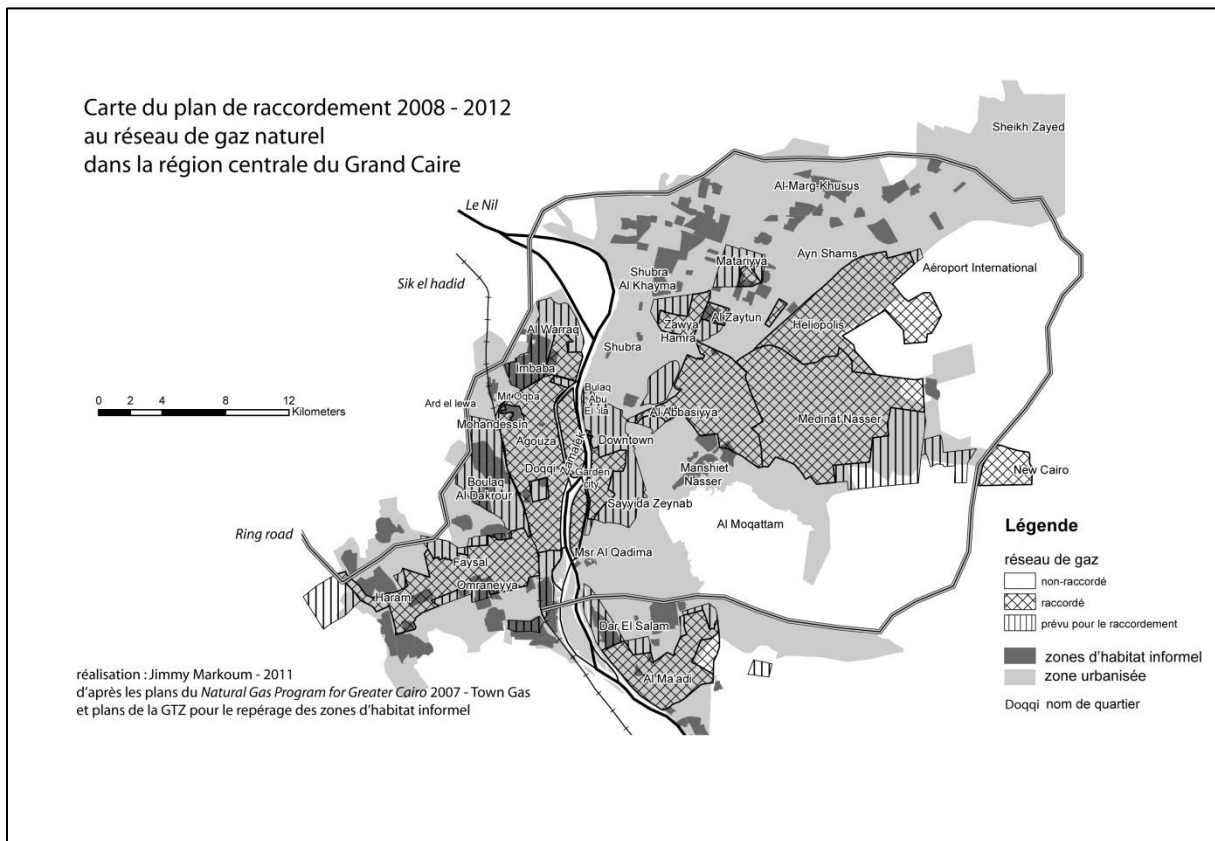 Carte du plan de raccordement 2008 - 2012
au réseau de gaz naturel
dans la région centrale du Grand Caire
Sheikh Zayed
Al-Marg-Khusus
Le Nil
Ayn Shams
Matariyya
Aéroport International
Shubra
Al Khayma
Sik el hadid
Al Zaytun
Zawya
Hamra
Heliopolis
Al Warraq
Shubra
Imbaba
0 2 4 8 12
Kilometers
Ard el lewa
Mit Oqba
Bulaq
Abu
El 'ila
Al Abbasiyya
Medinat Nasser
Mohandessin
Agouza
Downtown
Zamalek
Doqqi
Garden
city
Manshiet
Nasser
New Cairo
Boulaq
Al Dakrour
Sayyida Zeynab
Al Moqattam
Ring road
Msr Al Qadima
Faysal
Omraneyya
Haram
Dar El Salam
Al Ma'adi
Légende
réseau de gaz
non-raccordé
raccordé
prévu pour le raccordement
zones d'habitat informel
zone urbanisée
Doqqi nom de quartier
réalisation : Jimmy Markoum - 2011
d'après les plans du Natural Gas Program for Greater Cairo 2007 - Town Gas
et plans de la GTZ pour le repérage des zones d'habitat informel